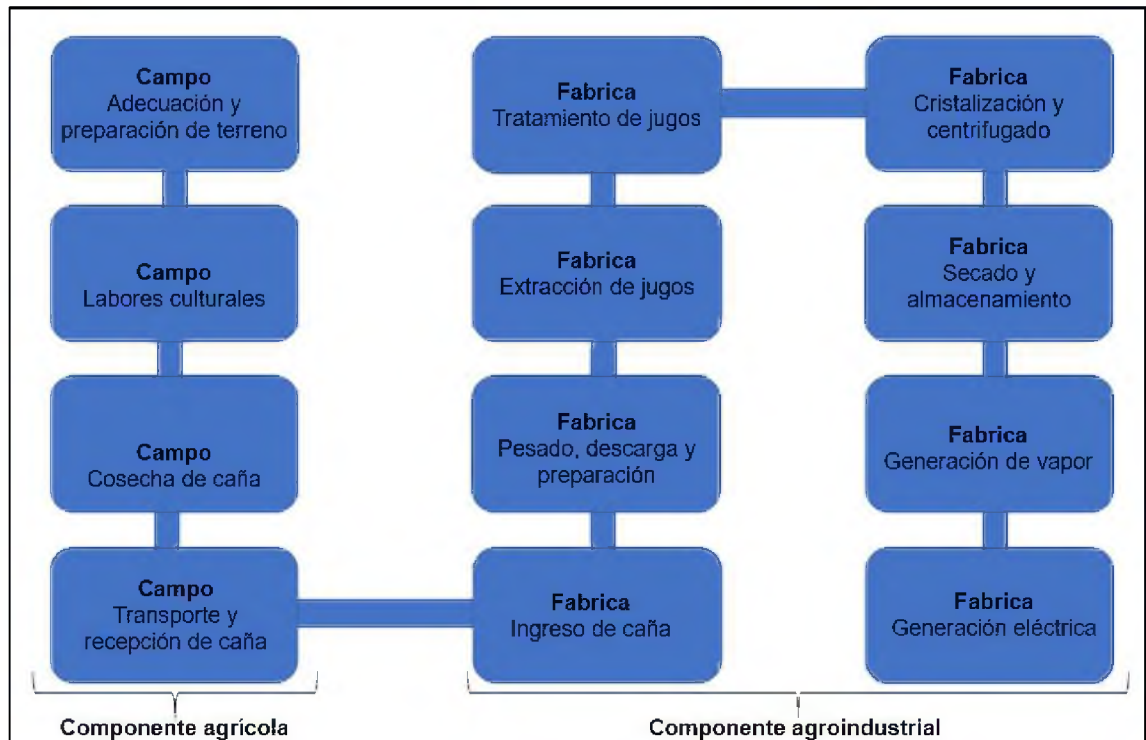 Campo
Adecuación y
preparación de terreno
Campo
Labores culturales
Campo
Cosecha de caña
Campo
Transporte y
recepción de caña
Componente agrícola
Fabrica
Tratamiento de jugos
Fabrica
Extracción de jugos
Fabrica
Pesado, descarga y
preparación
Fabrica
Ingreso de caña
Fabrica
Cristalización y
centrifugado
Fabrica
Secado y
almacenamiento
Fabrica
Generación de vapor
Fabrica
Generación eléctrica
Componente agroindustrial